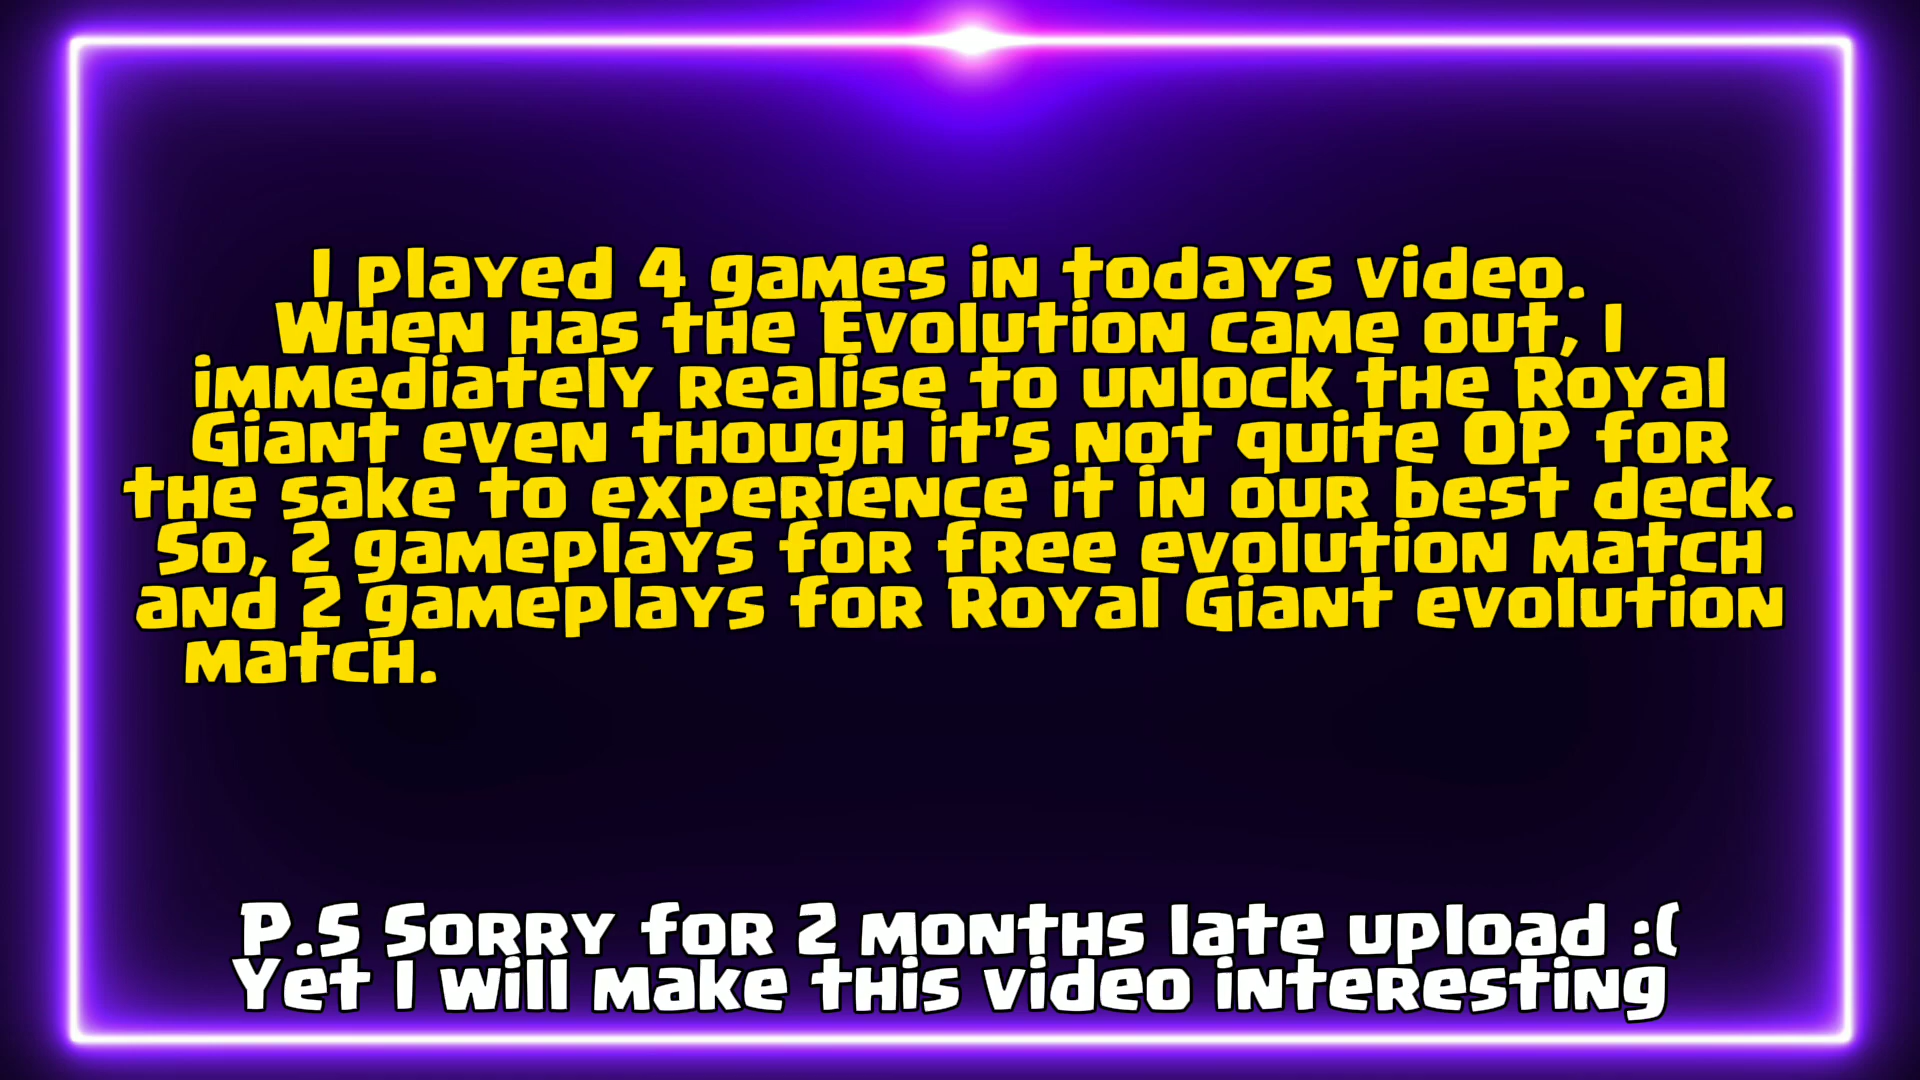 I played 4 games in todays video.
When has the Evolution came out, I
immediately realise to unlock the Royal
Giant even though it's not quite OP for
the sake to experience it in our best deck.
So, 2 gameplays for free evolution match
and 2 gameplays for Royal Giant evolution
match.
P.S Sorry for 2 months late upload :(
Yet I will make this video interesting